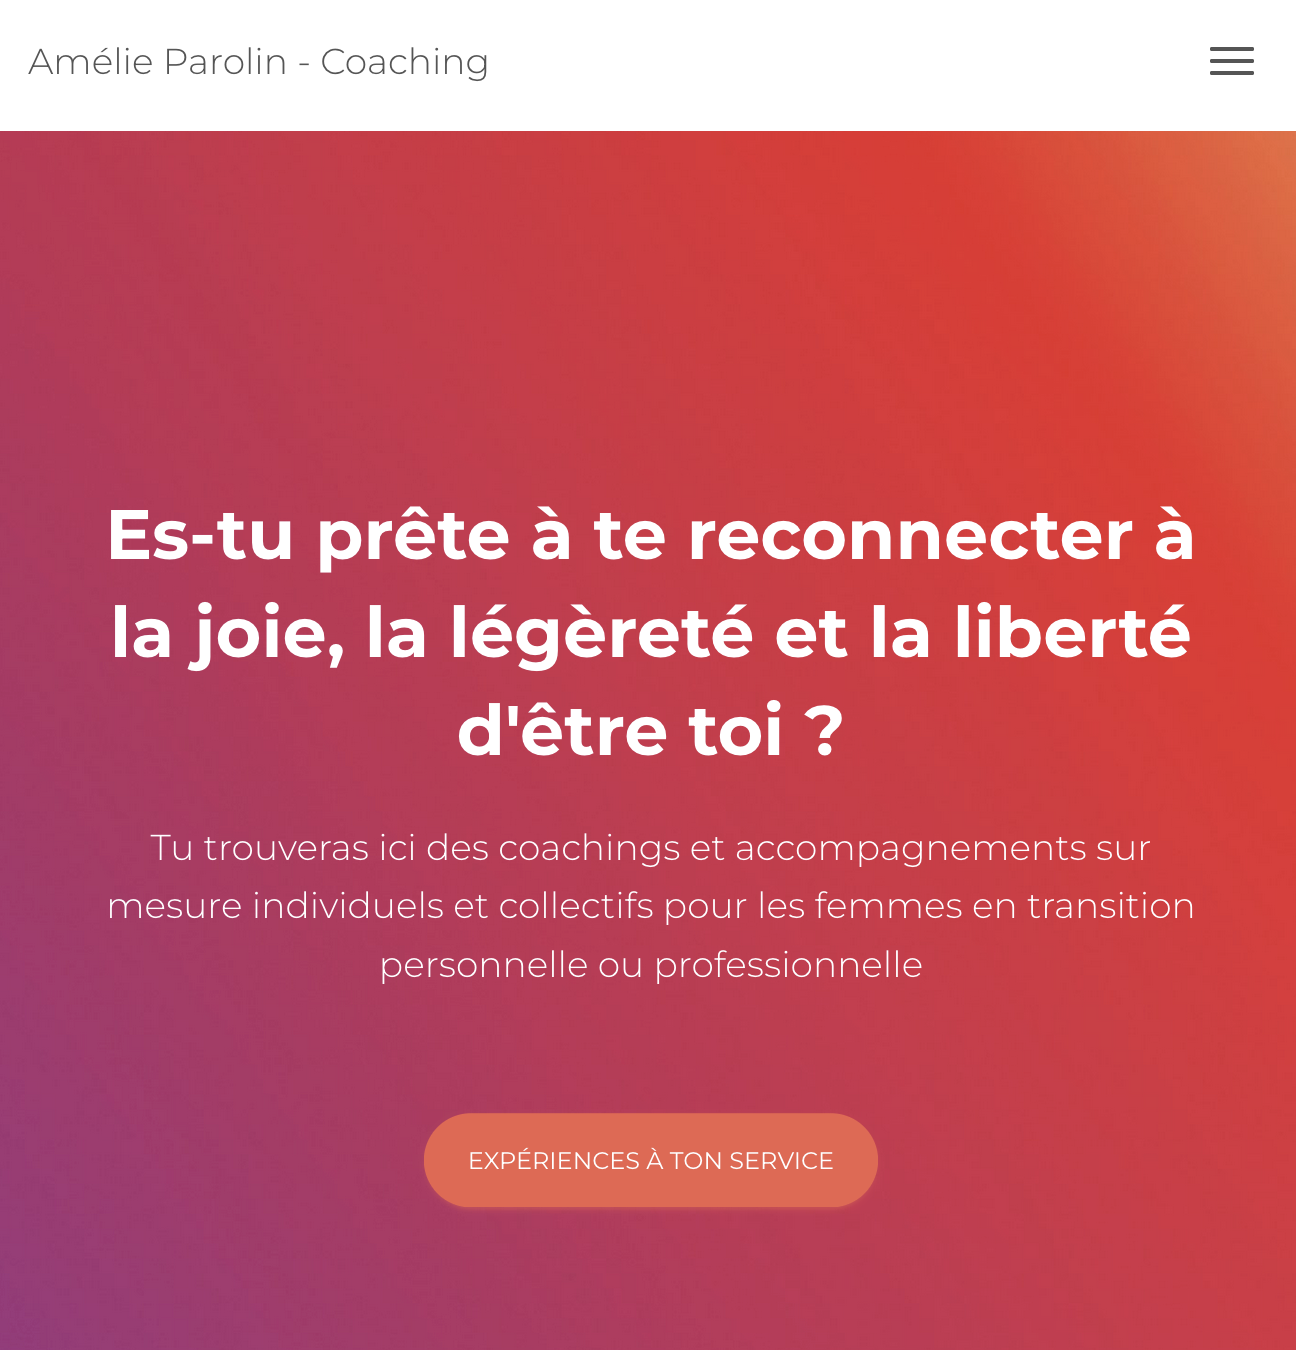 Amélie Parolin - Coaching
Es-tu prête à te reconnecter à
la joie, la légèreté et la liberté
d'être toi ?
Tu trouveras ici des coachings et accompagnements sur
mesure individuels et collectifs pour les femmes en transition
personnelle ou professionnelle
EXPÉRIENCES À TON SERVICE